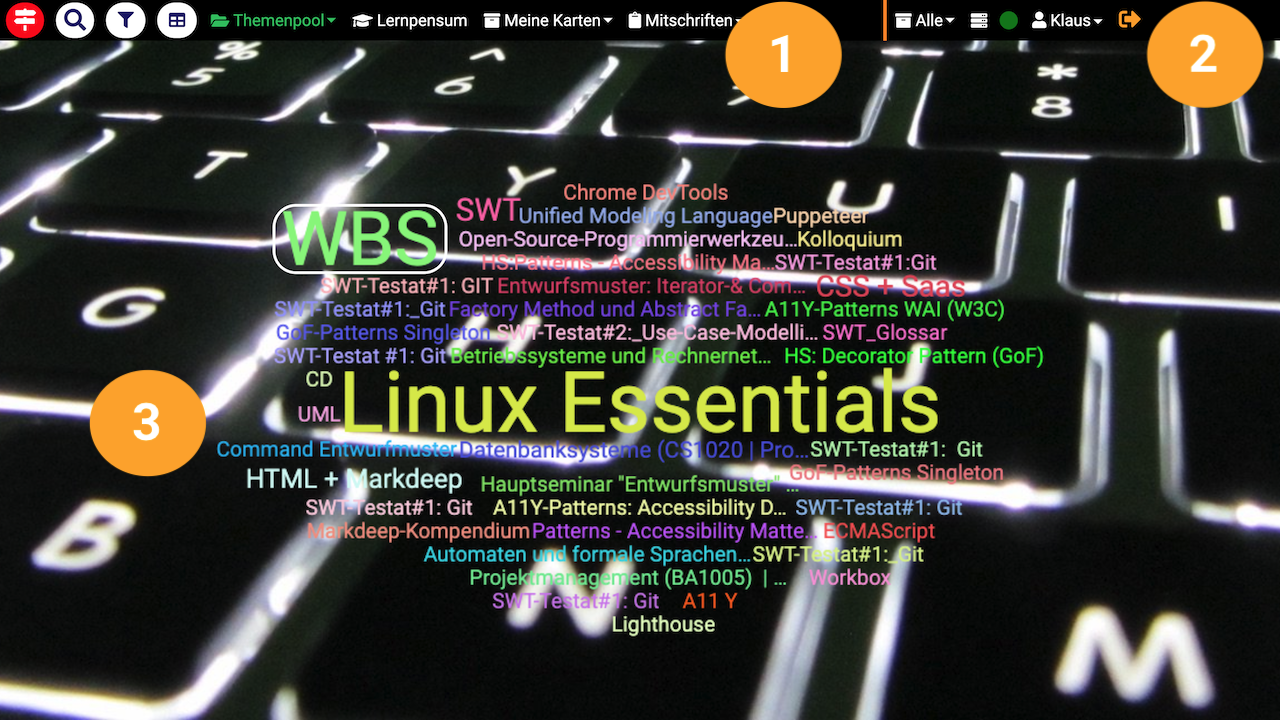 Themenpool Lernpensum Meine Karten Mitschriften Alle Klaus
1 2
% 5 ^ 6 7 * 8
T Y U I
Chrome DevTools
SWT Unified Modeling Language Puppeteer
WBS
Open-Source-Programmierwerkzeu... Kolloquium
HS:Patterns - Accessibility Ma... SWT-Testat#1:Git
SWT-Testat#1: GIT Entwurfsmuster: Iterator-& Com... CSS + Saas
G
SWT-Testat#1:_Git Factory Method und Abstract Fa... A11Y-Patterns WAI (W3C)
GoF-Patterns Singleton SWT-Testat#2:_Use-Case-Modelli... SWT_Glossar
SWT-Testat #1: Git Betriebssysteme und Rechnernet... HS: Decorator Pattern (GoF)
J
CD
Linux Essentials
UML
3
Command Entwurfmuster Datenbanksysteme (CS1020 | Pro... SWT-Testat#1: Git
HTML + Markdeep Hauptseminar "Entwurfsmuster" ... GoF-Patterns Singleton
SWT-Testat#1: Git A11Y-Patterns: Accessibility D... SWT-Testat#1: Git
B
Markdeep-Kompendium Patterns - Accessibility Matte... ECMAScript
Automaten und formale Sprachen... SWT-Testat#1:_Git
Projektmanagement (BA1005) | ... Workbox
N
SWT-Testat#1: Git A11 Y
Lighthouse
M